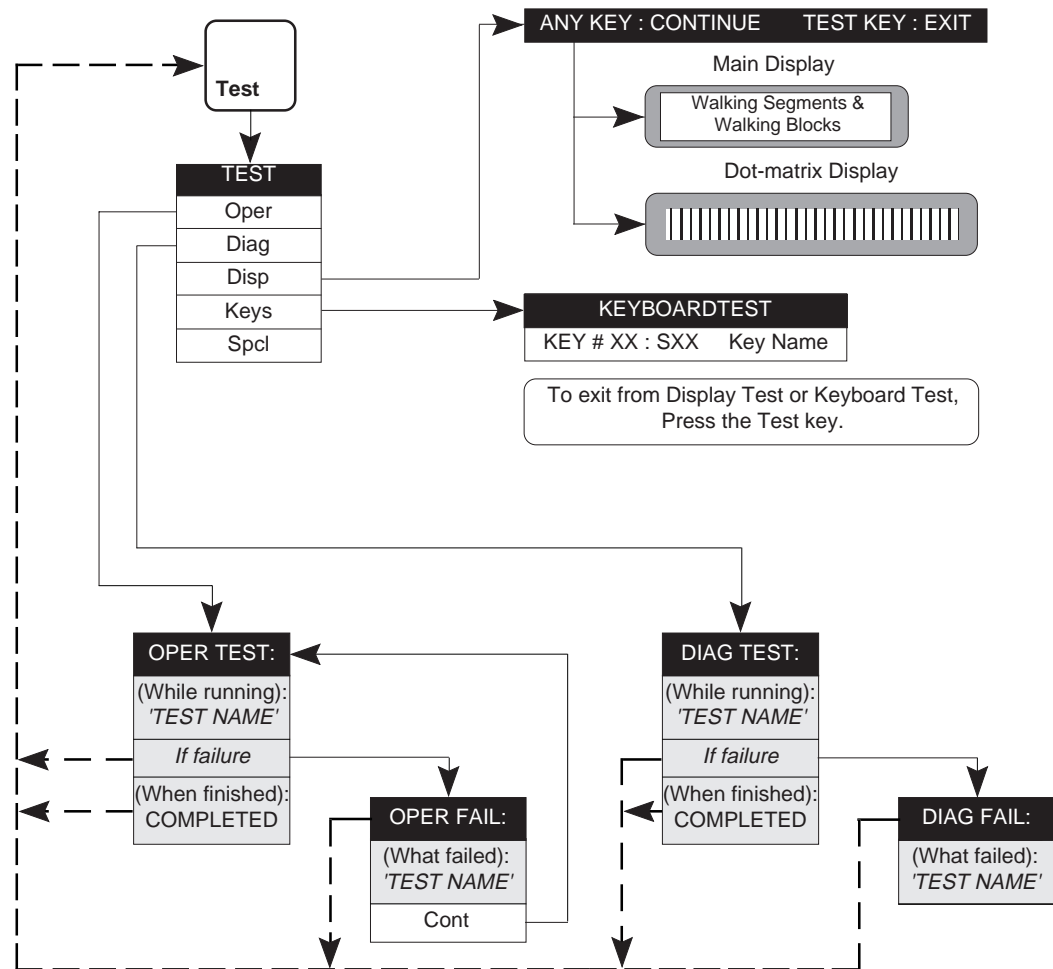 Test
TEST
Oper
Diag
Disp
Keys
Spcl
ANY KEY : CONTINUE TEST KEY : EXIT
Main Display
Walking Segments &
Walking Blocks
Dot-matrix Display
KEYBOARDTEST
KEY # XX : SXX Key Name
To exit from Display Test or Keyboard Test,
Press the Test key.
OPER TEST:
(While running):
'TEST NAME'
If failure
(When finished):
COMPLETED
OPER FAIL:
(What failed):
'TEST NAME'
Cont
DIAG TEST:
(While running):
'TEST NAME'
If failure
(When finished):
COMPLETED
DIAG FAIL:
(What failed):
'TEST NAME'